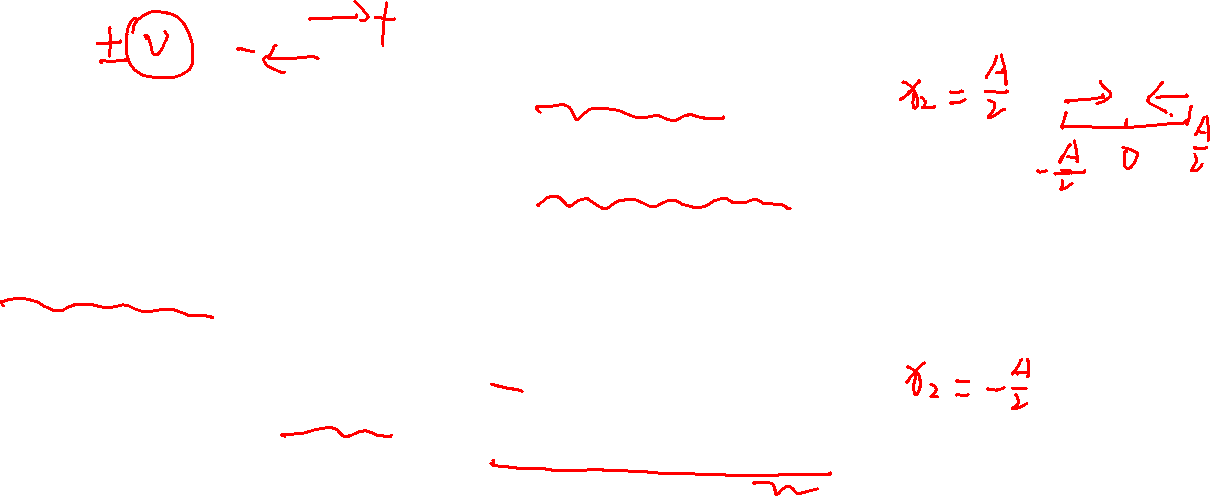 ± v - ← → +
x₂ = A/2
→ ←
-A/2 0 A/2
x₂ = -A/2